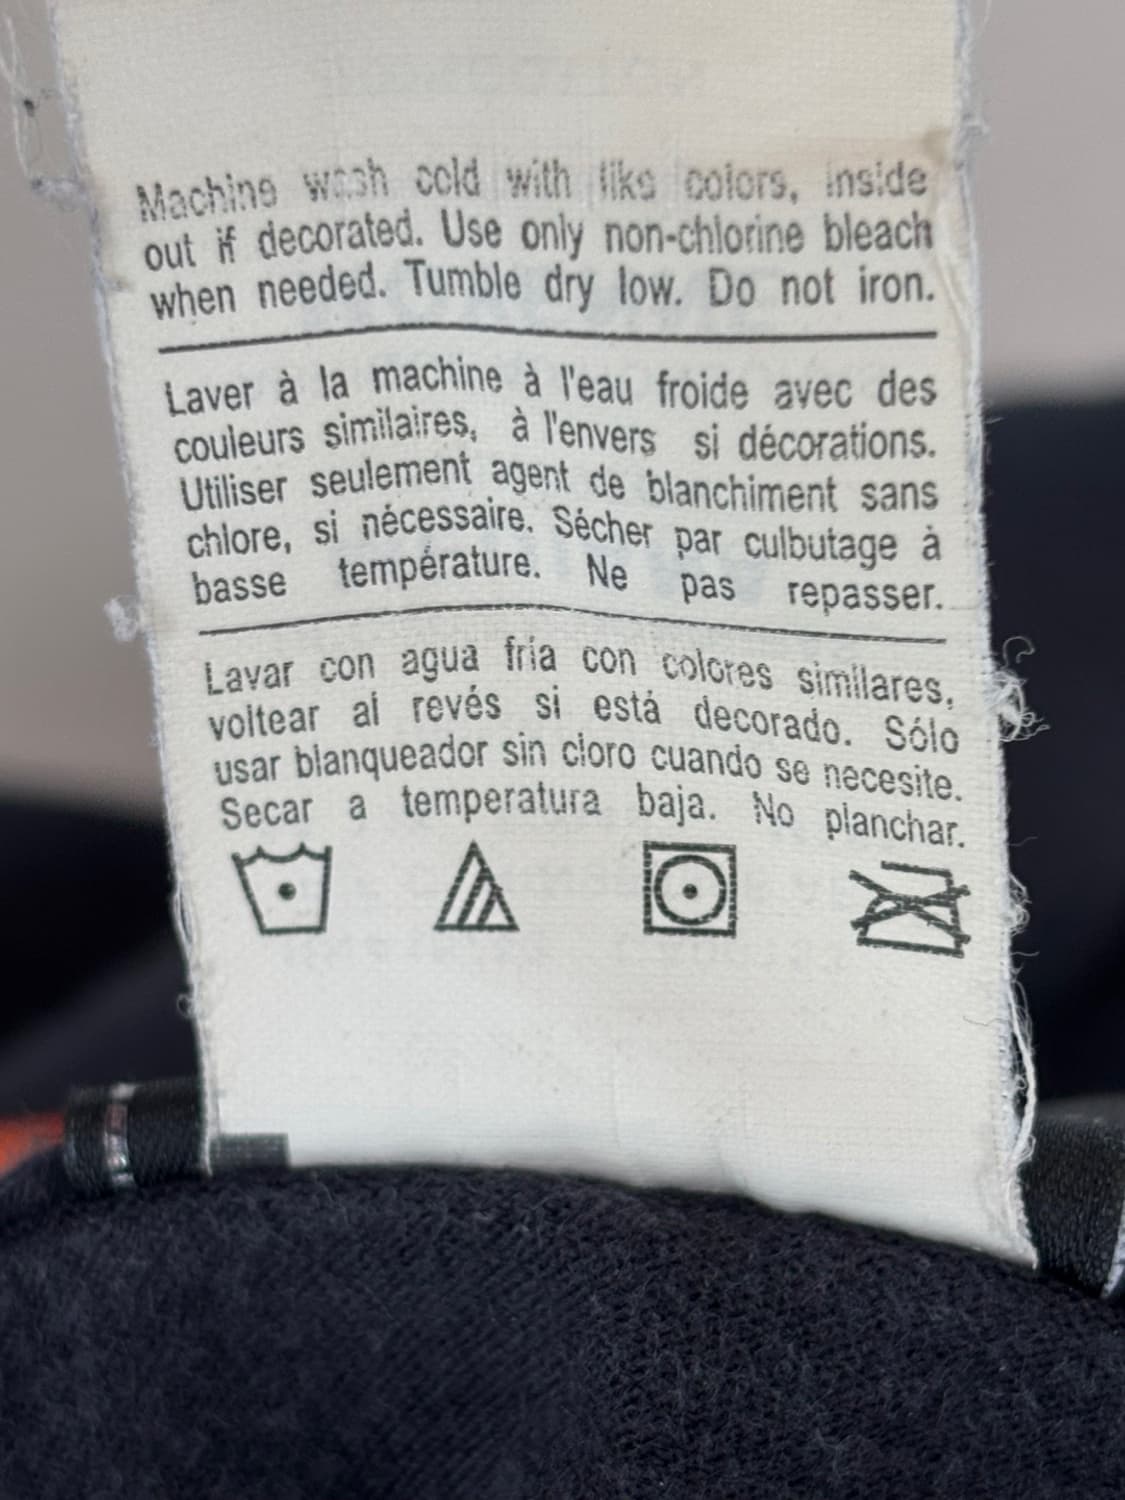 Machine wash cold with like colors, inside
out if decorated. Use only non-chlorine bleach
when needed. Tumble dry low. Do not iron.
Laver à la machine à l'eau froide avec des
couleurs similaires, à l'envers si décorations.
Utiliser seulement agent de blanchiment sans
chlore, si nécessaire. Sécher par culbutage à
basse température. Ne pas repasser.
Lavar con agua fría con colores similares,
voltear al revés si está decorado. Sólo
usar blanqueador sin cloro cuando se necesite.
Secar a temperatura baja. No planchar.